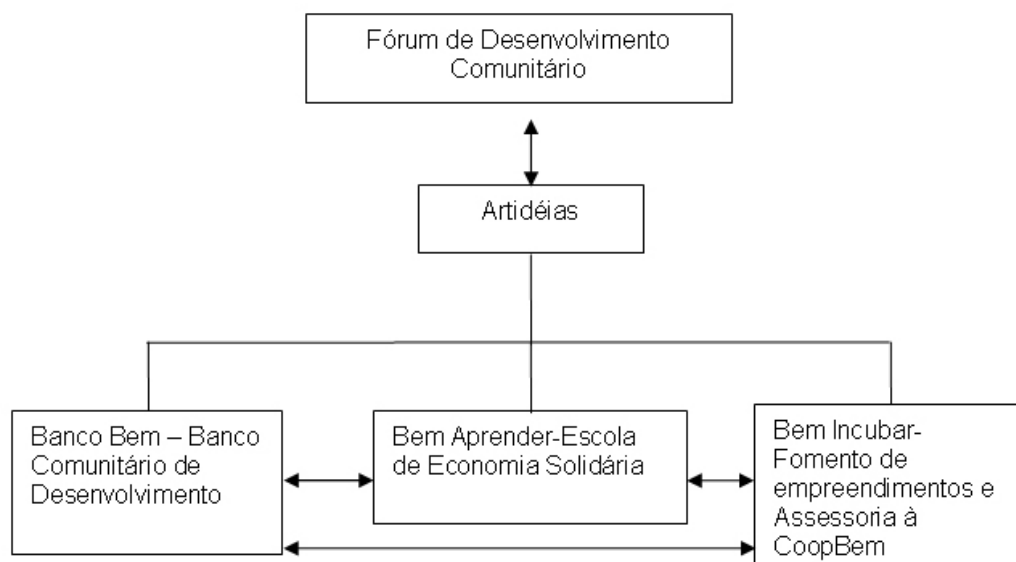 Fórum de Desenvolvimento
Comunitário
Artidéias
Banco Bem – Banco
Comunitário de
Desenvolvimento
Bem Aprender-Escola
de Economia Solidária
Bem Incubar-
Fomento de
empreendimentos e
Assessoria à
CoopBem